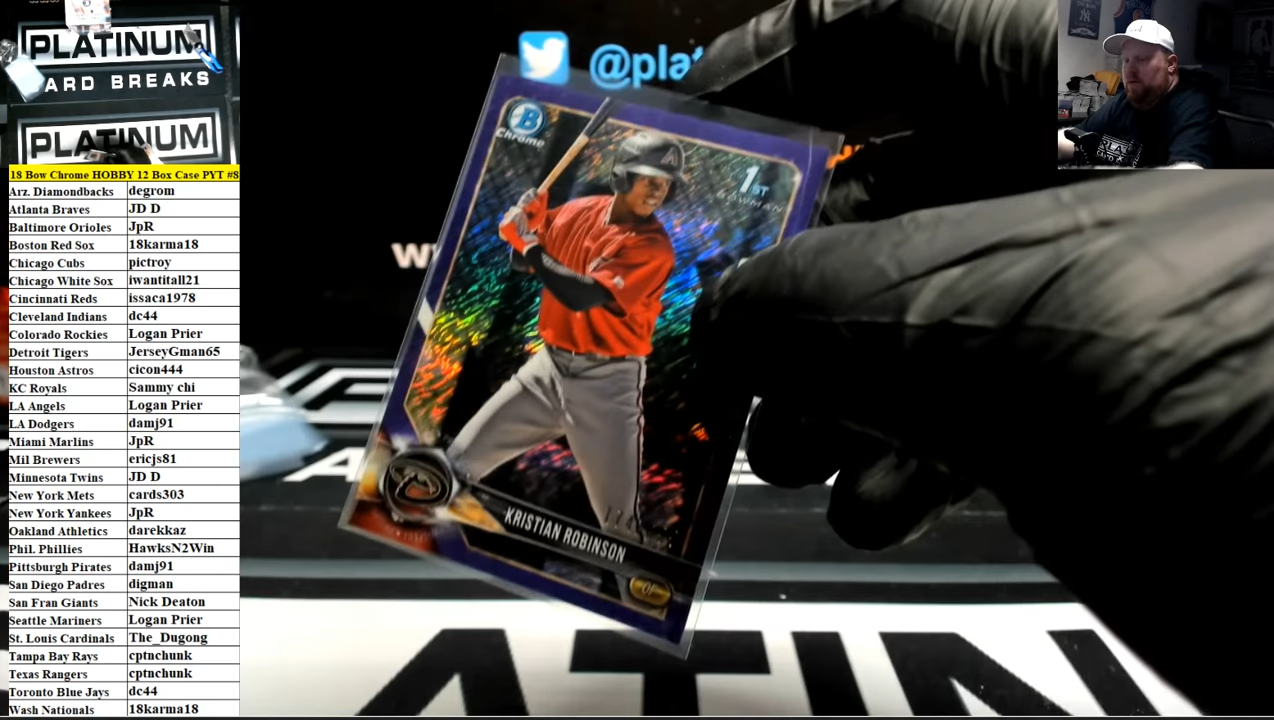 PLATINUM
ARD BREAKS
PLATINUM
18 Bow Chrome HOBBY 12 Box Case PYT #8
Arz. Diamondbacks degrom
Atlanta Braves JD D
Baltimore Orioles JpR
Boston Red Sox 18karma18
Chicago Cubs pictroy
Chicago White Sox iwantitall21
Cincinnati Reds issaca1978
Cleveland Indians dc44
Colorado Rockies Logan Prier
Detroit Tigers JerseyGman65
Houston Astros cicon444
KC Royals Sammy chi
LA Angels Logan Prier
LA Dodgers damj91
Miami Marlins JpR
Mil Brewers ericjs81
Minnesota Twins JD D
New York Mets cards303
New York Yankees JpR
Oakland Athletics darekkaz
Phil. Phillies HawksN2Win
Pittsburgh Pirates damj91
San Diego Padres digman
San Fran Giants Nick Deaton
Seattle Mariners Logan Prier
St. Louis Cardinals The_Dugong
Tampa Bay Rays cptnchunk
Texas Rangers cptnchunk
Toronto Blue Jays dc44
Wash Nationals 18karma18
@plat
B
Chrome
1ST
BOWMAN
KRISTIAN ROBINSON
OF
ATIN